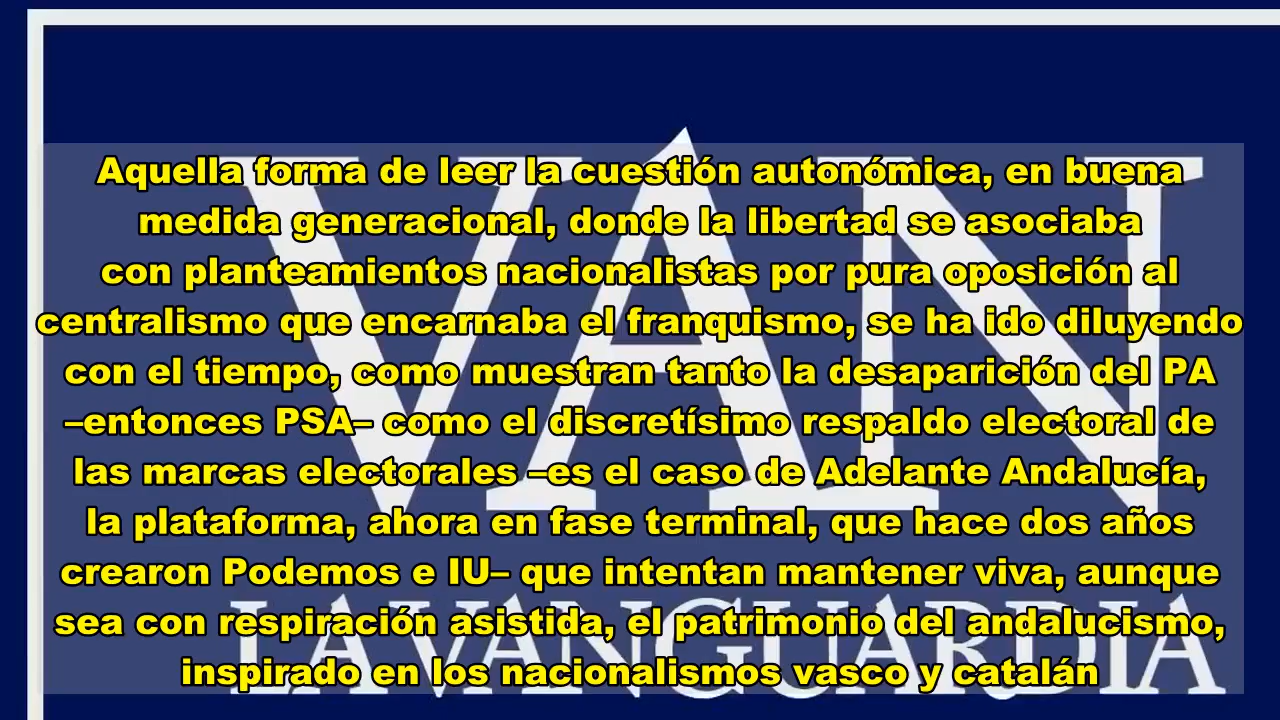 Aquella forma de leer la cuestión autonómica, en buena
medida generacional, donde la libertad se asociaba
con planteamientos nacionalistas por pura oposición al
centralismo que encarnaba el franquismo, se ha ido diluyendo
con el tiempo, como muestran tanto la desaparición del PA
–entonces PSA– como el discretísimo respaldo electoral de
las marcas electorales –es el caso de Adelante Andalucía,
la plataforma, ahora en fase terminal, que hace dos años
crearon Podemos e IU– que intentan mantener viva, aunque
sea con respiración asistida, el patrimonio del andalucismo,
inspirado en los nacionalismos vasco y catalán
VAN
LA VANGUARDIA